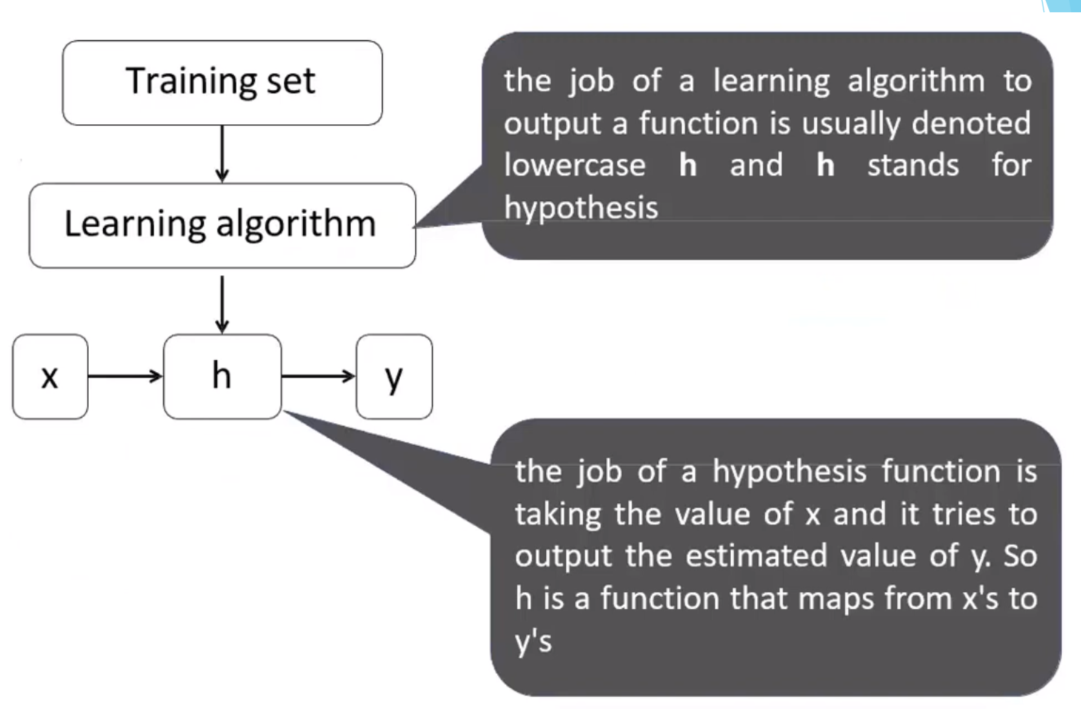 Training set
the job of a learning algorithm to
output a function is usually denoted
lowercase h and h stands for
hypothesis
Learning algorithm
x
h
y
the job of a hypothesis function is
taking the value of x and it tries to
output the estimated value of y. So
h is a function that maps from x's to
y's